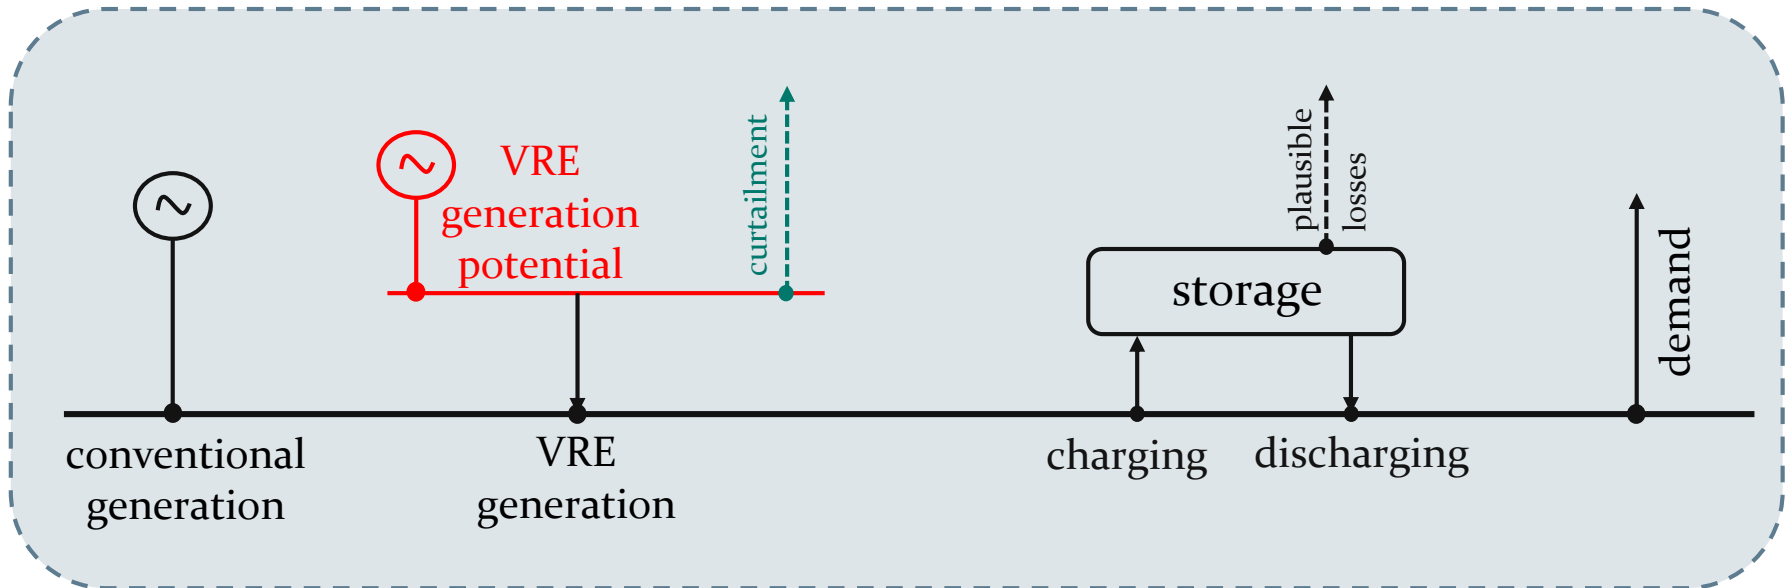 VRE
generation
potential
curtailment
plausible
losses
storage
demand
conventional
generation
VRE
generation
charging
discharging